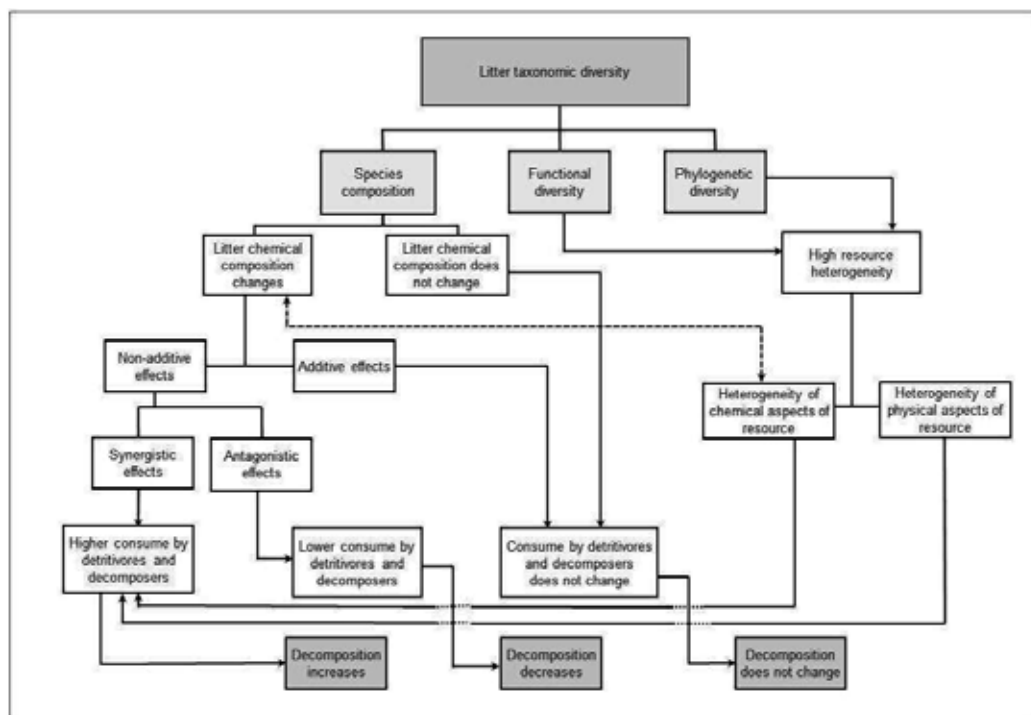 Litter taxonomic diversity
Species
composition
Functional
diversity
Phylogenetic
diversity
Litter chemical
composition
changes
Litter chemical
composition does
not change
High resource
heterogeneity
Non-additive
effects
Additive effects
Heterogeneity of
chemical aspects of
resource
Heterogeneity of
physical aspects of
resource
Synergistic
effects
Antagonistic
effects
Higher consume by
detritivores and
decomposers
Lower consume by
detritivores and
decomposers
Consume by detritivores
and decomposers
does not change
Decomposition
increases
Decomposition
decreases
Decomposition
does not change